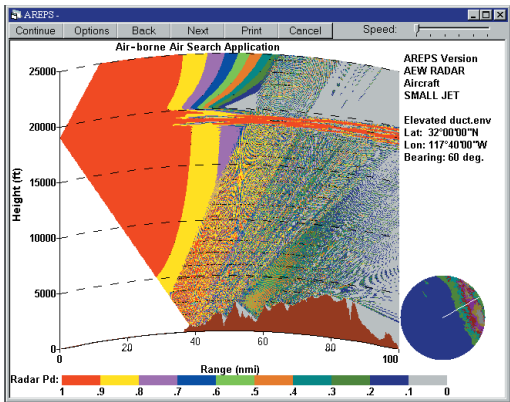 AREPS -
Continue Options Back Next Print Cancel Speed:
Air-borne Air Search Application
AREPS Version
AEW RADAR
Aircraft
SMALL JET
Elevated duct.env
Lat: 32°00'00"N
Lon: 117°40'00"W
Bearing: 60 deg.
Height (ft)
25000
20000
15000
10000
5000
0
0 20 40 60 80 100
Range (nmi)
Radar Pd:
1 .9 .8 .7 .6 .5 .4 .3 .2 .1 0